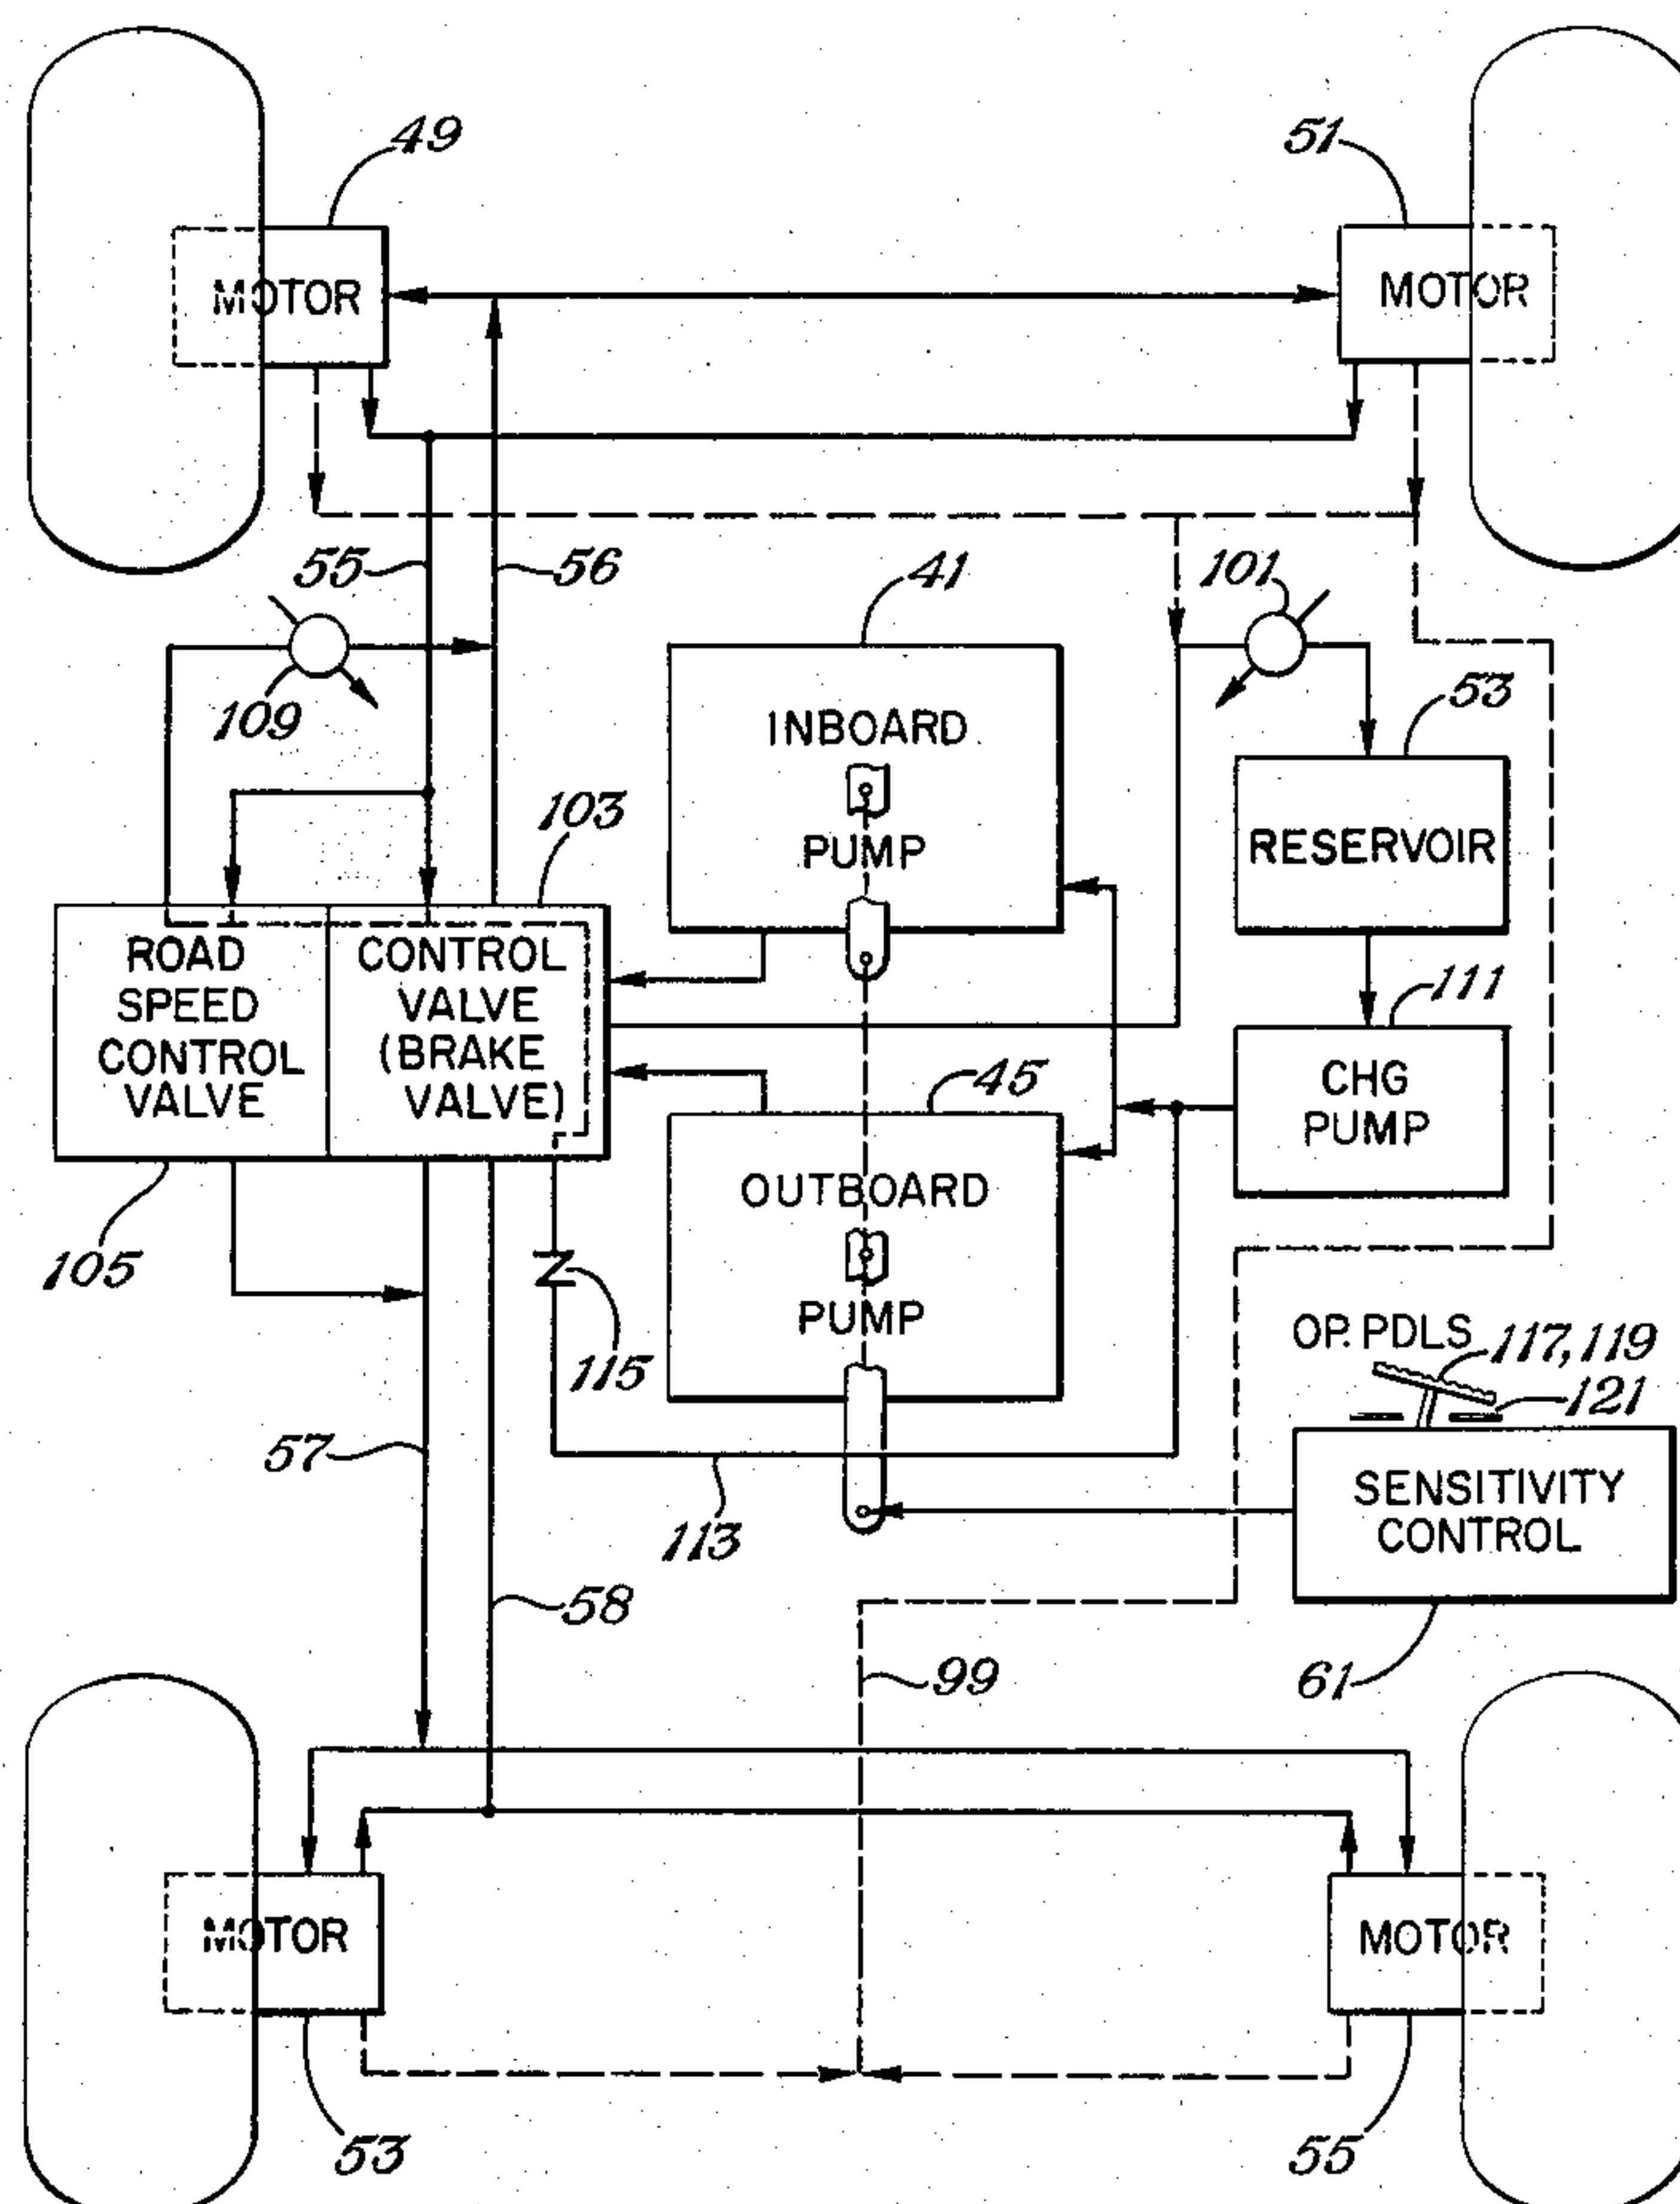 49
51
MOTOR
MOTOR
55
56
41
101
109
53
INBOARD
PUMP
103
RESERVOIR
ROAD
SPEED
CONTROL
VALVE
CONTROL
VALVE
(BRAKE
VALVE)
111
45
CHG
PUMP
105
OUTBOARD
PUMP
115
OP. PDLS
117, 119
121
57
SENSITIVITY
CONTROL
113
58
99
61
MOTOR
MOTOR
53
55